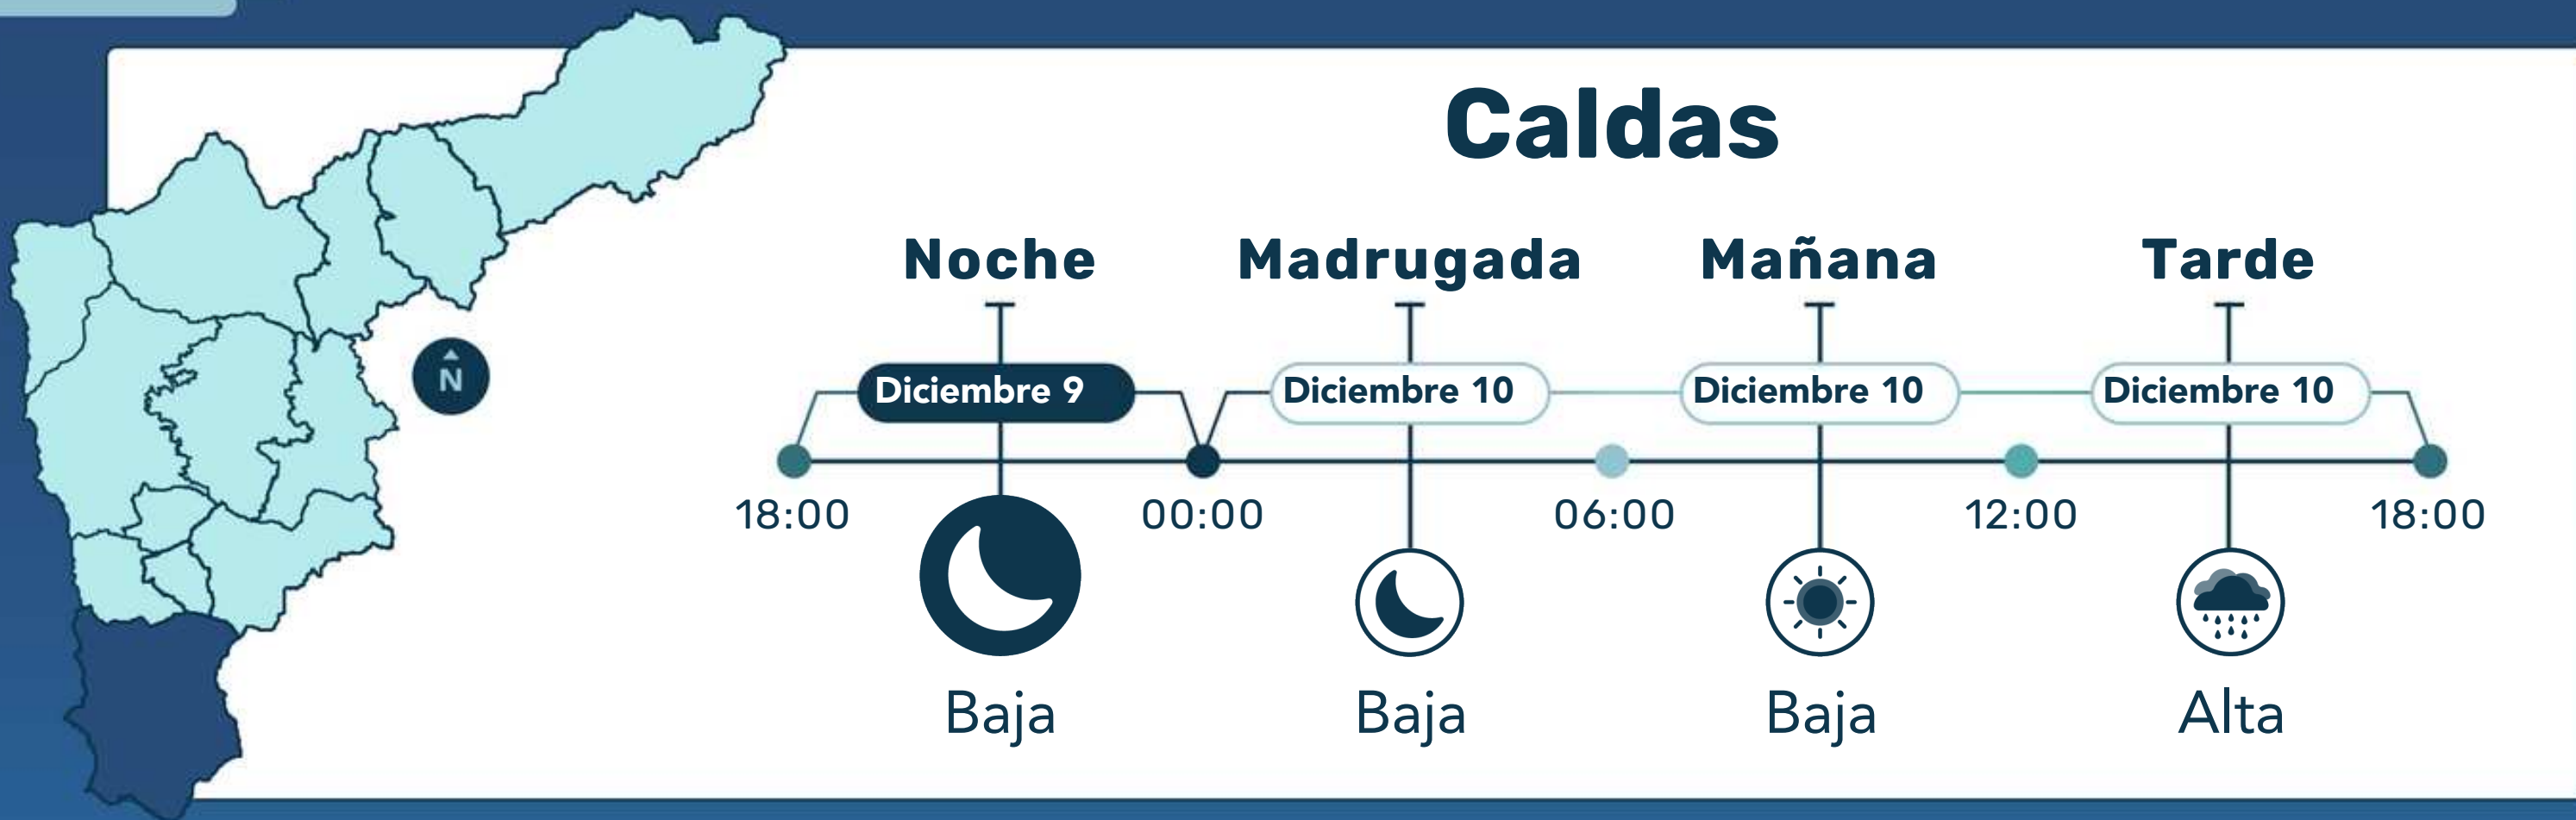 Caldas
Noche
Madrugada
Mañana
Tarde
Diciembre 9
Diciembre 10
Diciembre 10
Diciembre 10
N
18:00
00:00
06:00
12:00
18:00
Baja
Baja
Baja
Alta